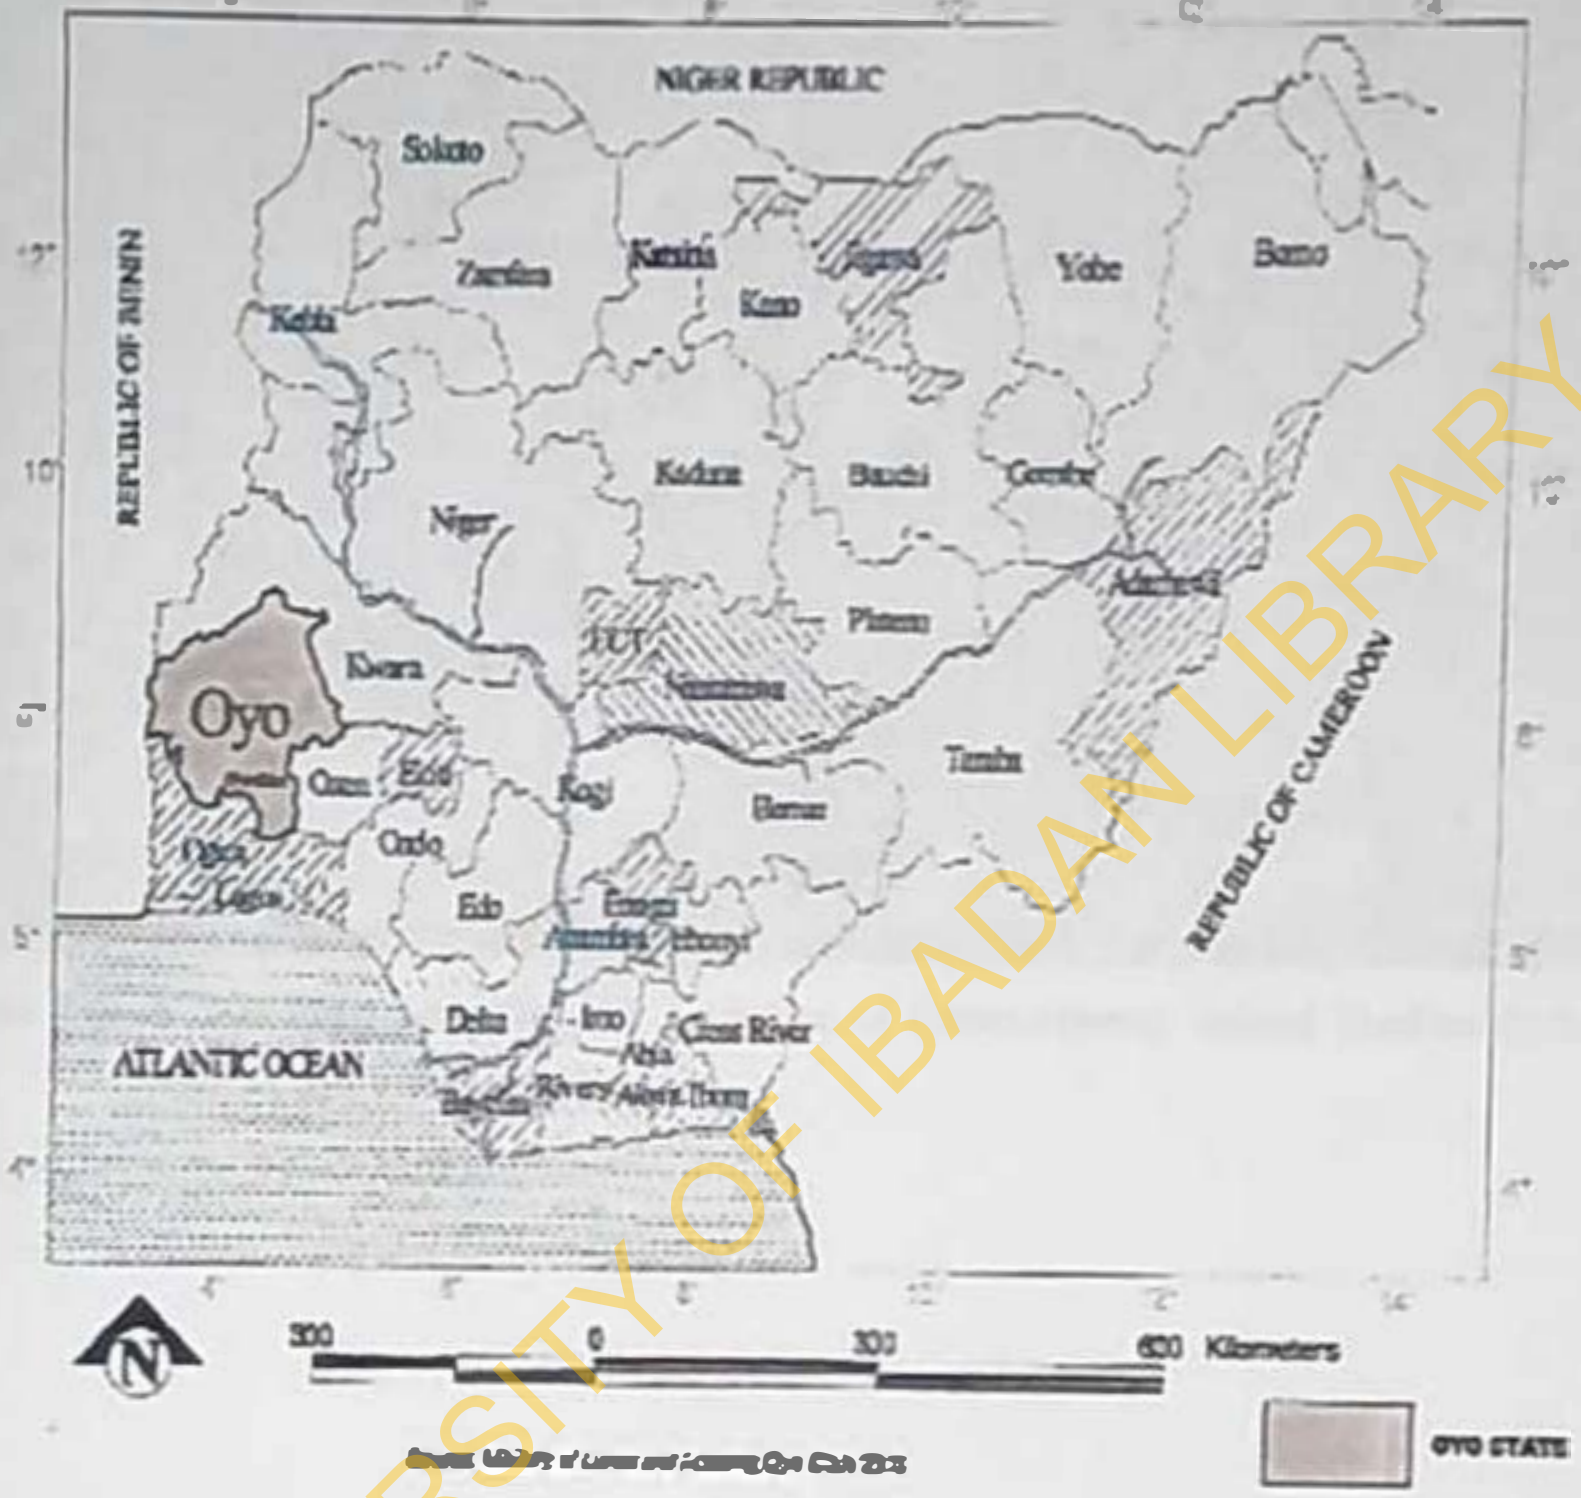 NIGER REPUBLIC
Sokoto
Katsina
Jigawa
Yobe
Borno
Zamfara
Kano
Kebbi
REPUBLIC OF BENIN
10
Kaduna
Bauchi
Gombe
Niger
Adamawa
FCT
Plateau
Kwara
Nasarawa
Oyo
Taraba
REPUBLIC OF CAMEROON
Osun
Ekiti
Kogi
Benue
Ondo
Ogun
Lagos
Edo
Enugu
Anambra
Ebonyi
Delta
Imo
Cross River
Abia
ATLANTIC OCEAN
Bayelsa
Rivers
Akwa Ibom
N
300 0 300 600 Kilometers
OYO STATE
RSITY OF IBADAN LIBRARY